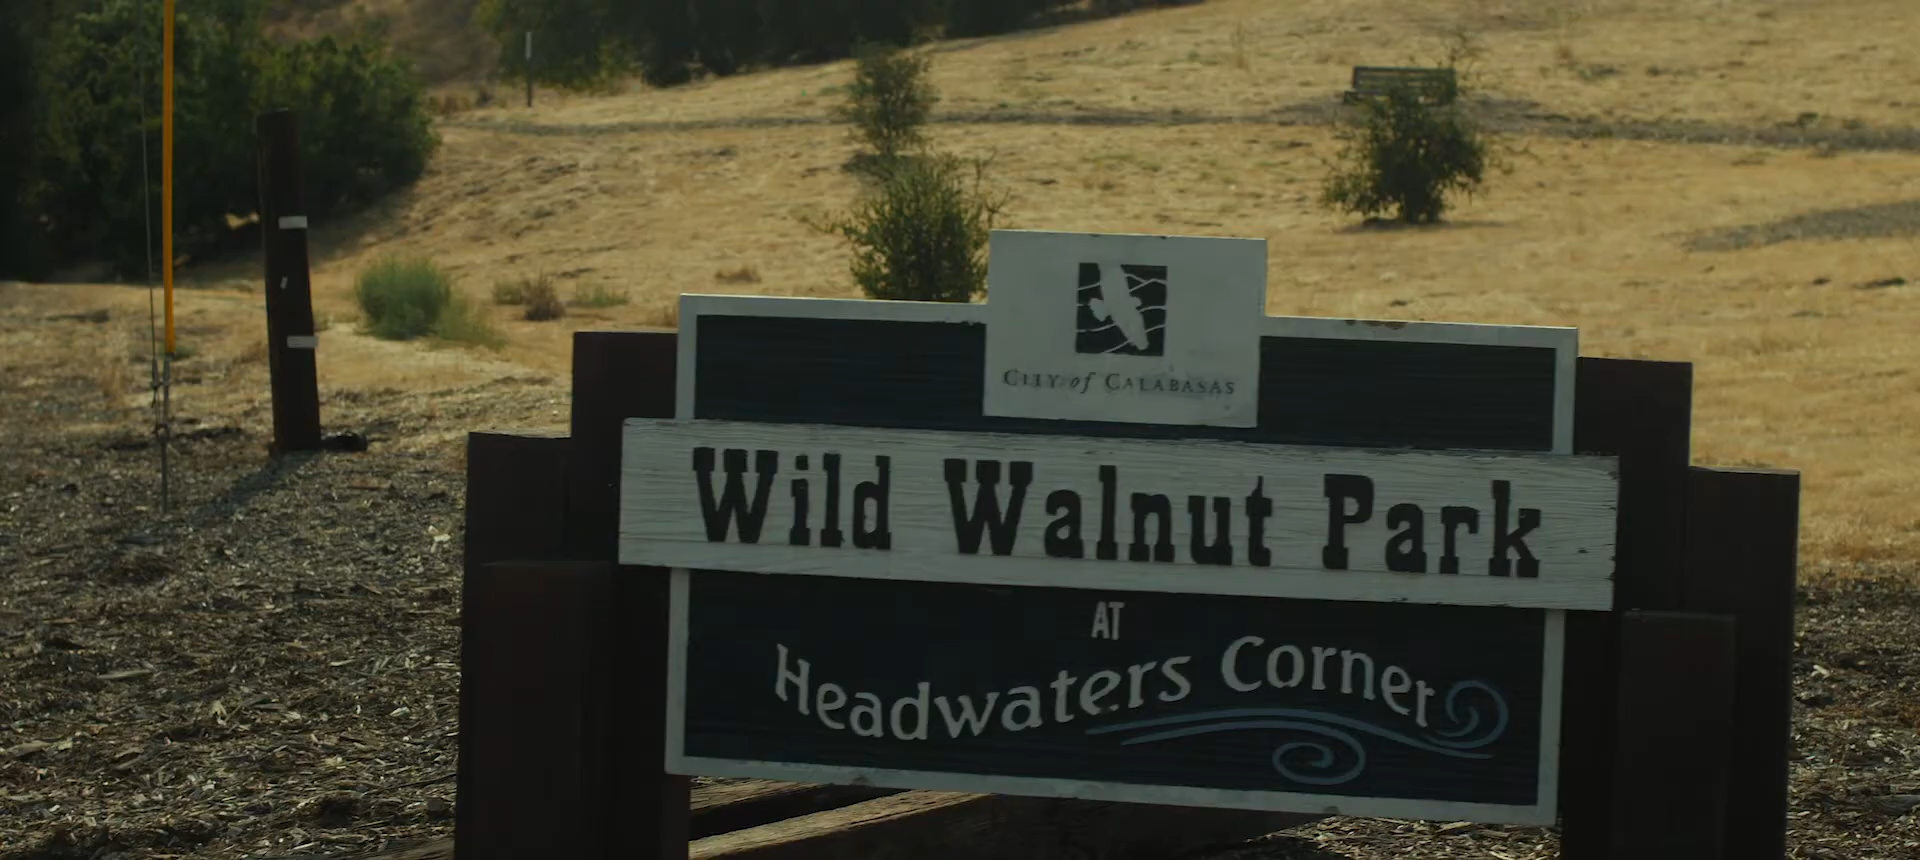 City of Calabasas
Wild Walnut Park
AT
Headwaters Corner